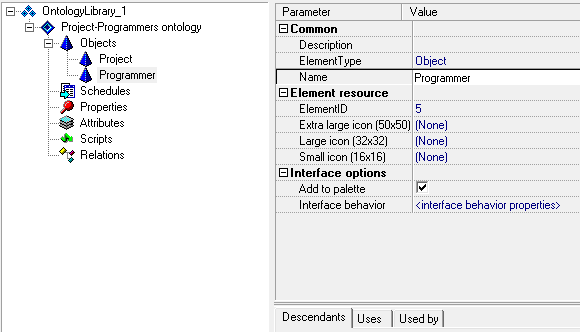 OntologyLibrary_1
Project-Programmers ontology
Objects
Project
Programmer
Schedules
Properties
Attributes
Scripts
Relations
Parameter Value
Common
Description
ElementType Object
Name Programmer
Element resource
ElementID 5
Extra large icon (50x50) (None)
Large icon (32x32) (None)
Small icon (16x16) (None)
Interface options
Add to palette
Interface behavior <interface behavior properties>
Descendants Uses Used by